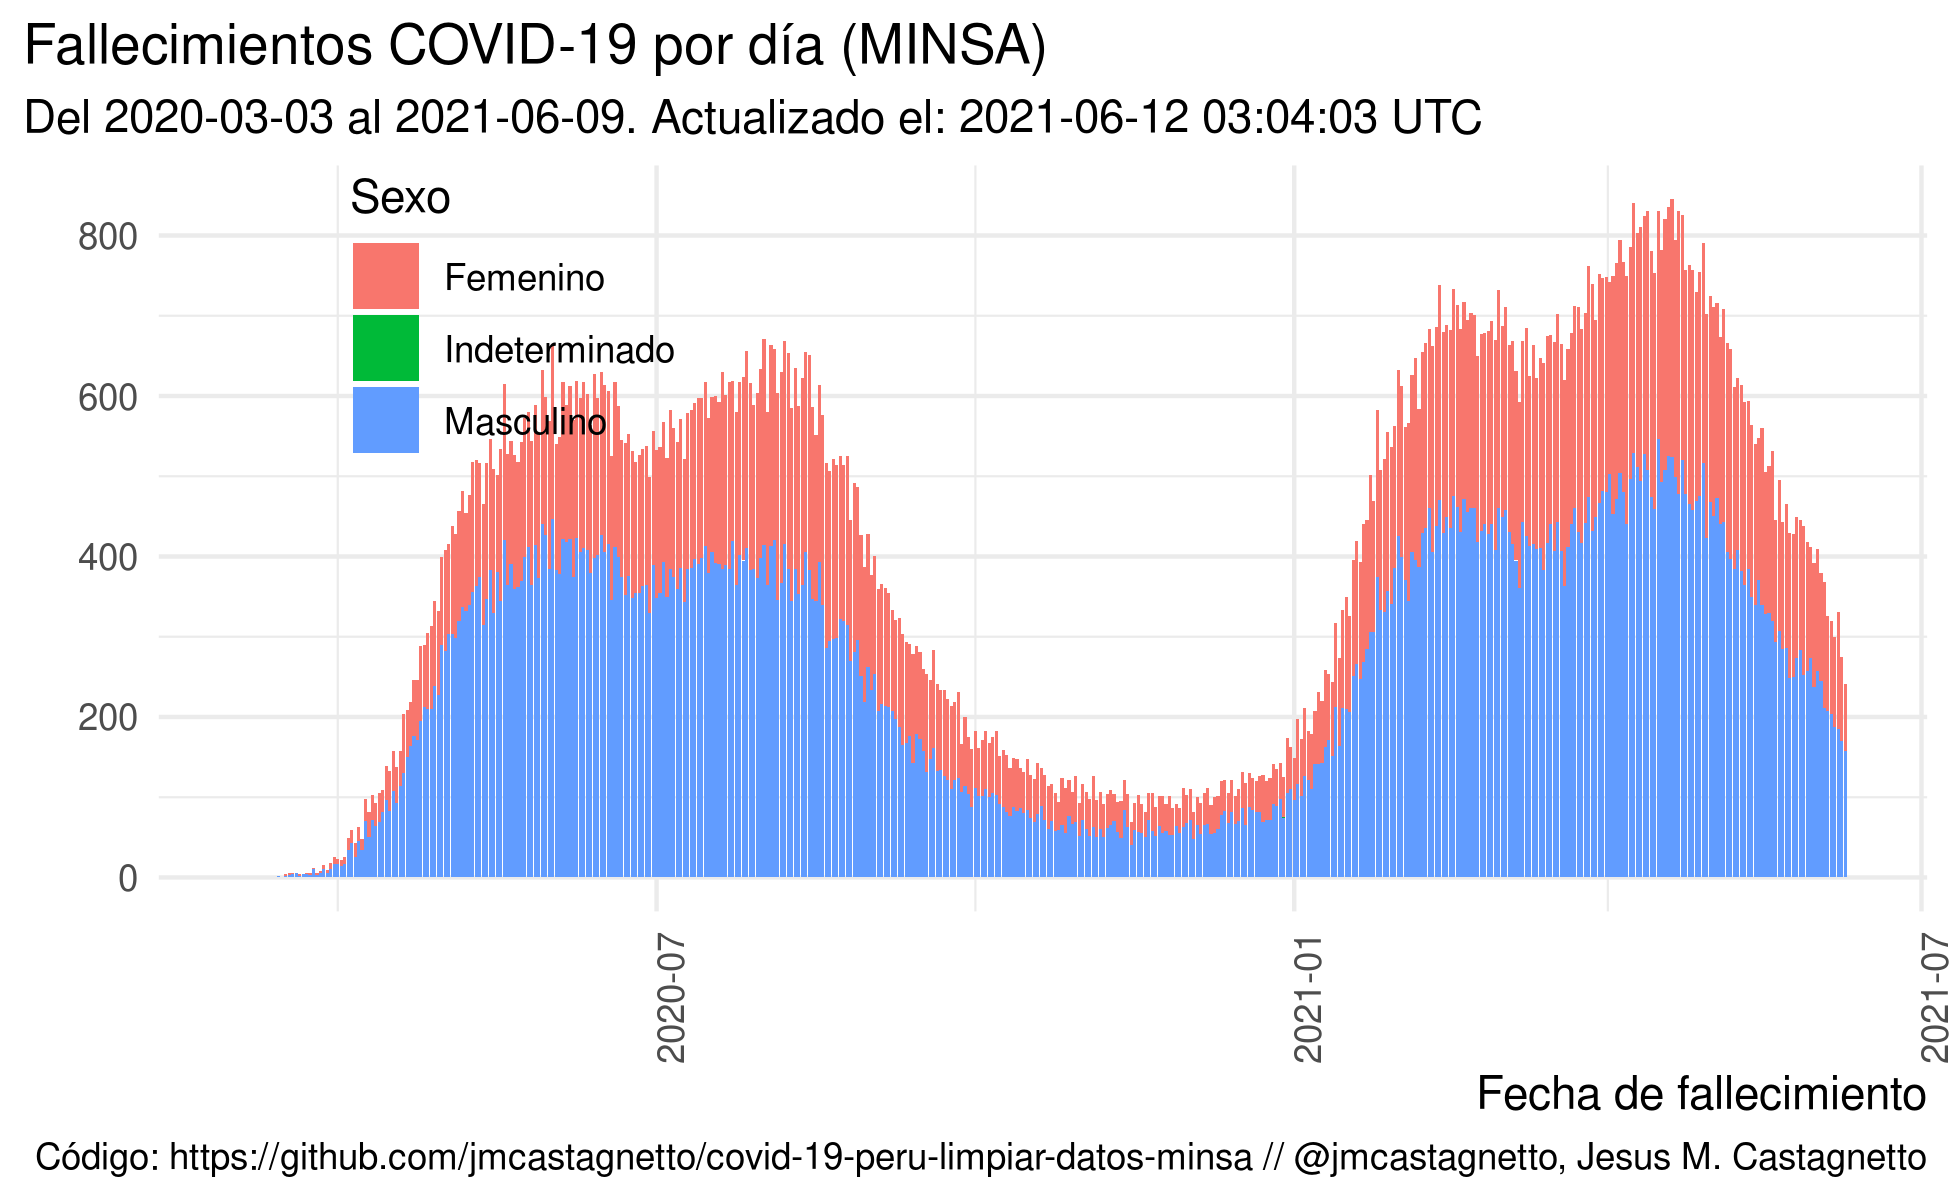 Fallecimientos COVID-19 por día (MINSA)
Del 2020-03-03 al 2021-06-09. Actualizado el: 2021-06-12 03:04:03 UTC
Sexo
Femenino
Indeterminado
Masculino
800
600
400
200
0
2020-07
2021-01
2021-07
Fecha de fallecimiento
Código: https://github.com/jmcastagnetto/covid-19-peru-limpiar-datos-minsa // @jmcastagnetto, Jesus M. Castagnetto